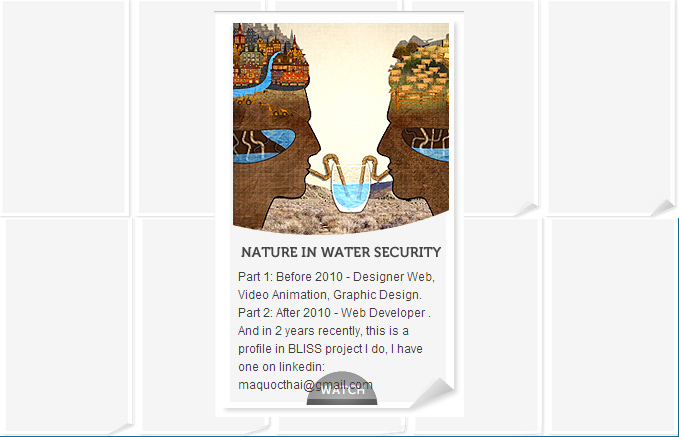 NATURE IN WATER SECURITY
Part 1: Before 2010 - Designer Web,
Video Animation, Graphic Design.
Part 2: After 2010 - Web Developer .
And in 2 years recently, this is a
profile in BLISS project I do, I have
one on linkedin:
maquocthai@gmail.com
WATCH